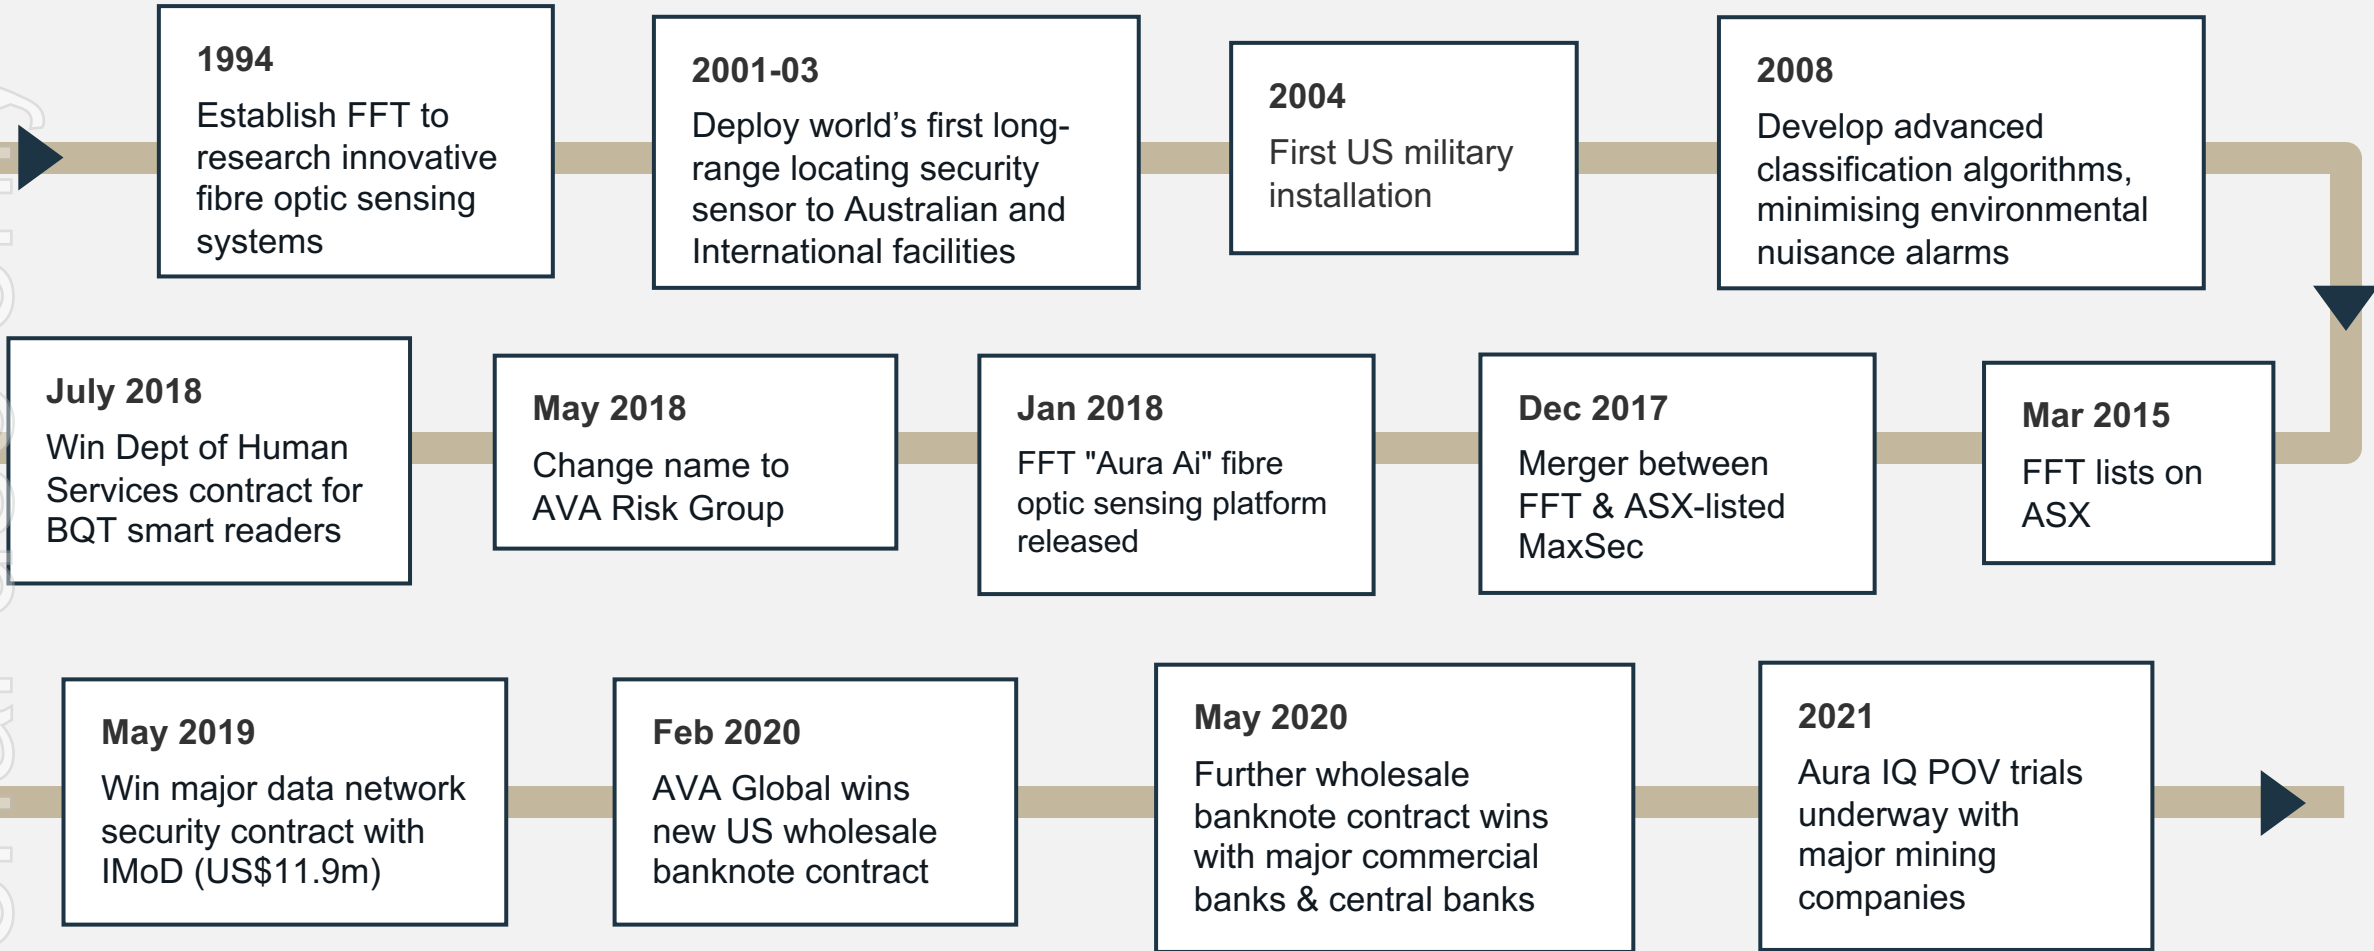 1994
Establish FFT to
research innovative
fibre optic sensing
systems
2001-03
Deploy world’s first long-
range locating security
sensor to Australian and
International facilities
2004
First US military
installation
2008
Develop advanced
classification algorithms,
minimising environmental
nuisance alarms
Mar 2015
FFT lists on
ASX
Dec 2017
Merger between
FFT & ASX-listed
MaxSec
Jan 2018
FFT "Aura Ai" fibre
optic sensing platform
released
May 2018
Change name to
AVA Risk Group
July 2018
Win Dept of Human
Services contract for
BQT smart readers
May 2019
Win major data network
security contract with
IMoD (US$11.9m)
Feb 2020
AVA Global wins
new US wholesale
banknote contract
May 2020
Further wholesale
banknote contract wins
with major commercial
banks & central banks
2021
Aura IQ POV trials
underway with
major mining
companies